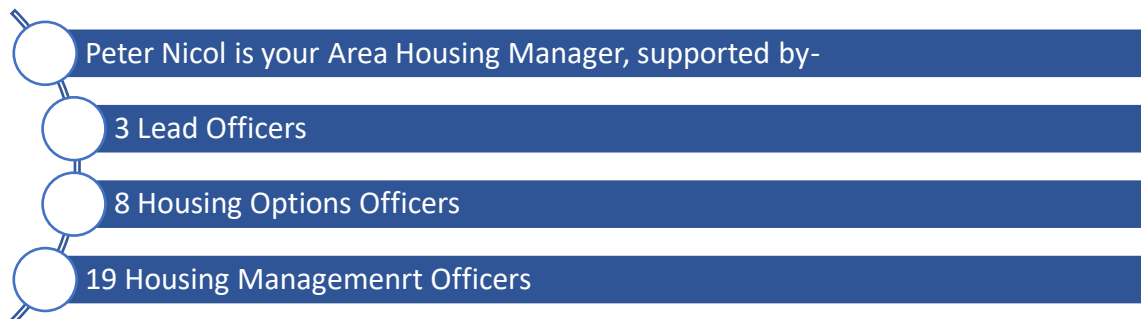 Peter Nicol is your Area Housing Manager, supported by-
3 Lead Officers
8 Housing Options Officers
19 Housing Managemenrt Officers